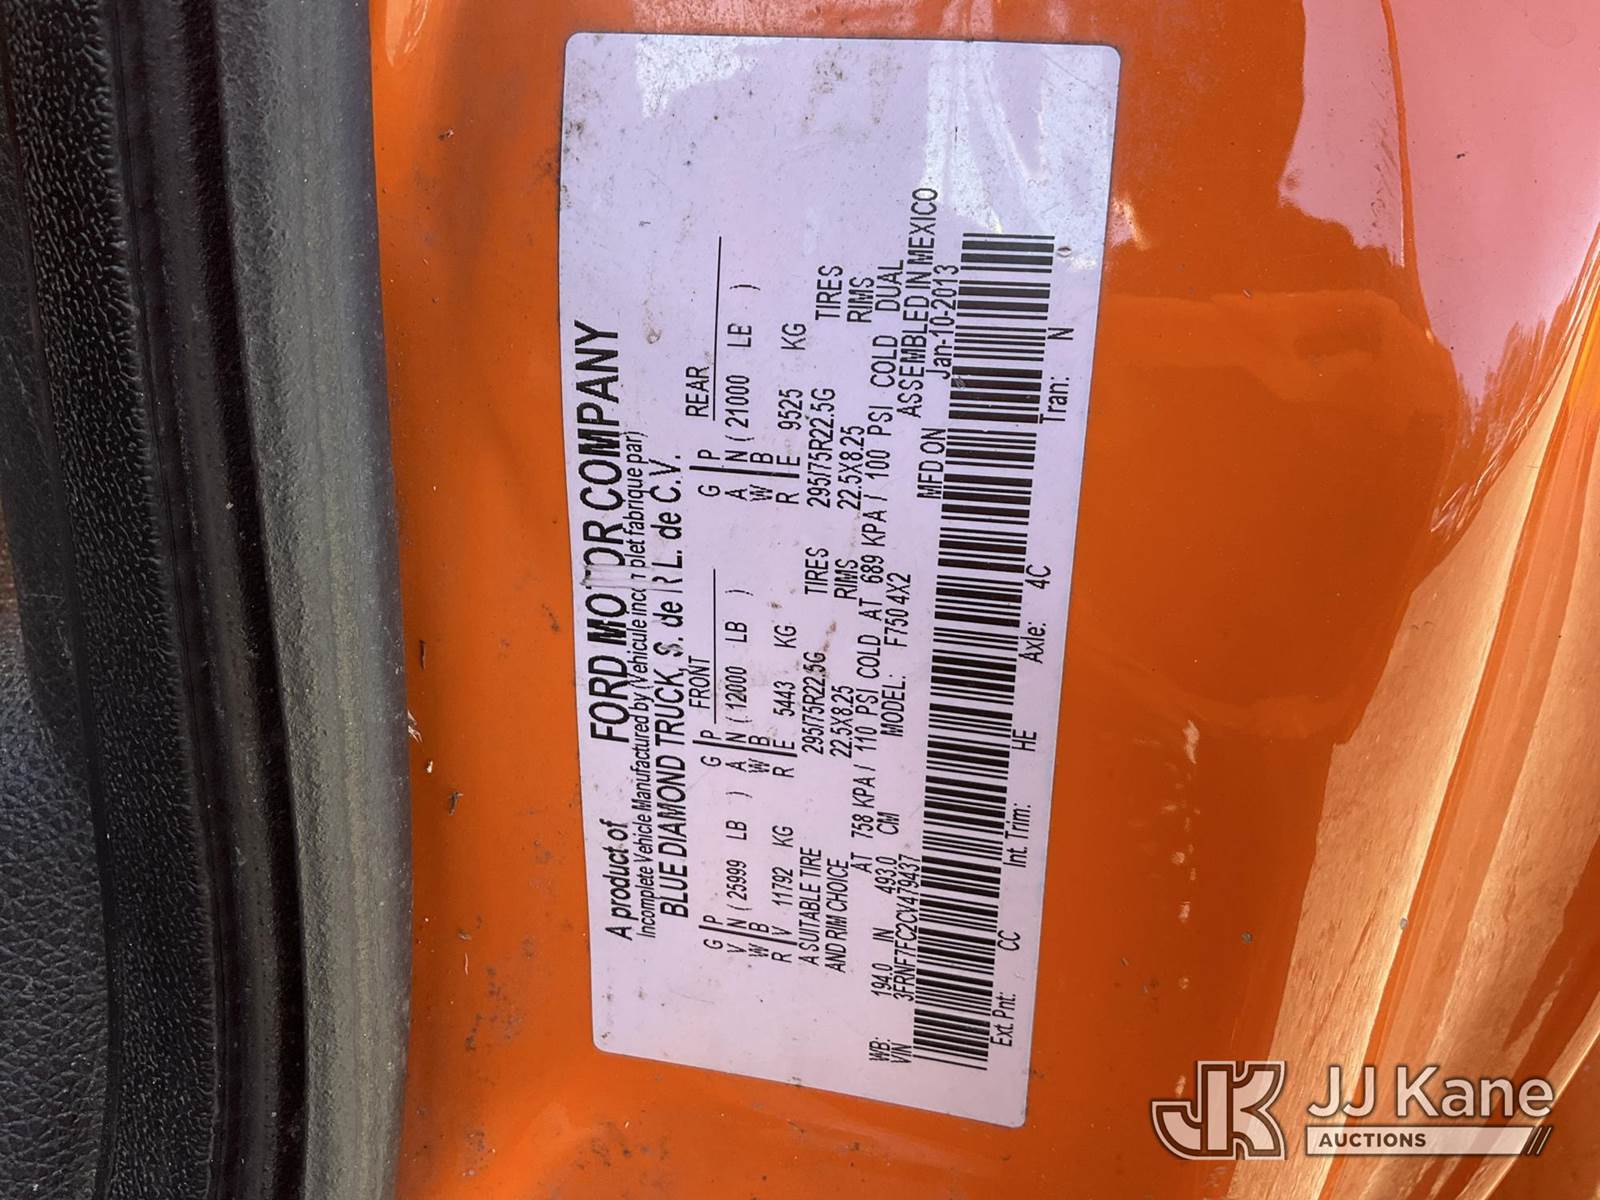 A product of FORD MOTOR COMPANY
Incomplete Vehicle Manufactured by (Vehicule incomplet fabrique par)
BLUE DIAMOND TRUCK, S. de R L. de C.V.
FRONT REAR
G P G P G P
V N ( 25999 LB ) A N ( 12000 LB ) A N ( 21000 LB )
W B W B W B
R V 11792 KG R E 5443 KG R E 9525 KG
A SUITABLE TIRE 295/75R22.5G TIRES 295/75R22.5G TIRES
AND RIM CHOICE 22.5X8.25 RIMS 22.5X8.25 RIMS
AT 758 KPA / 110 PSI COLD AT 689 KPA / 100 PSI COLD DUAL
WB: 194.0 IN 493.0 CM MODEL: F750 4X2 ASSEMBLED IN MEXICO
VIN 3FRNF7FC2CV479437 MFD ON Jan-10-2013
Ext. Pnt: CC Int. Trim: HE Axle: 4C Tran: N
JK JJ Kane
AUCTIONS